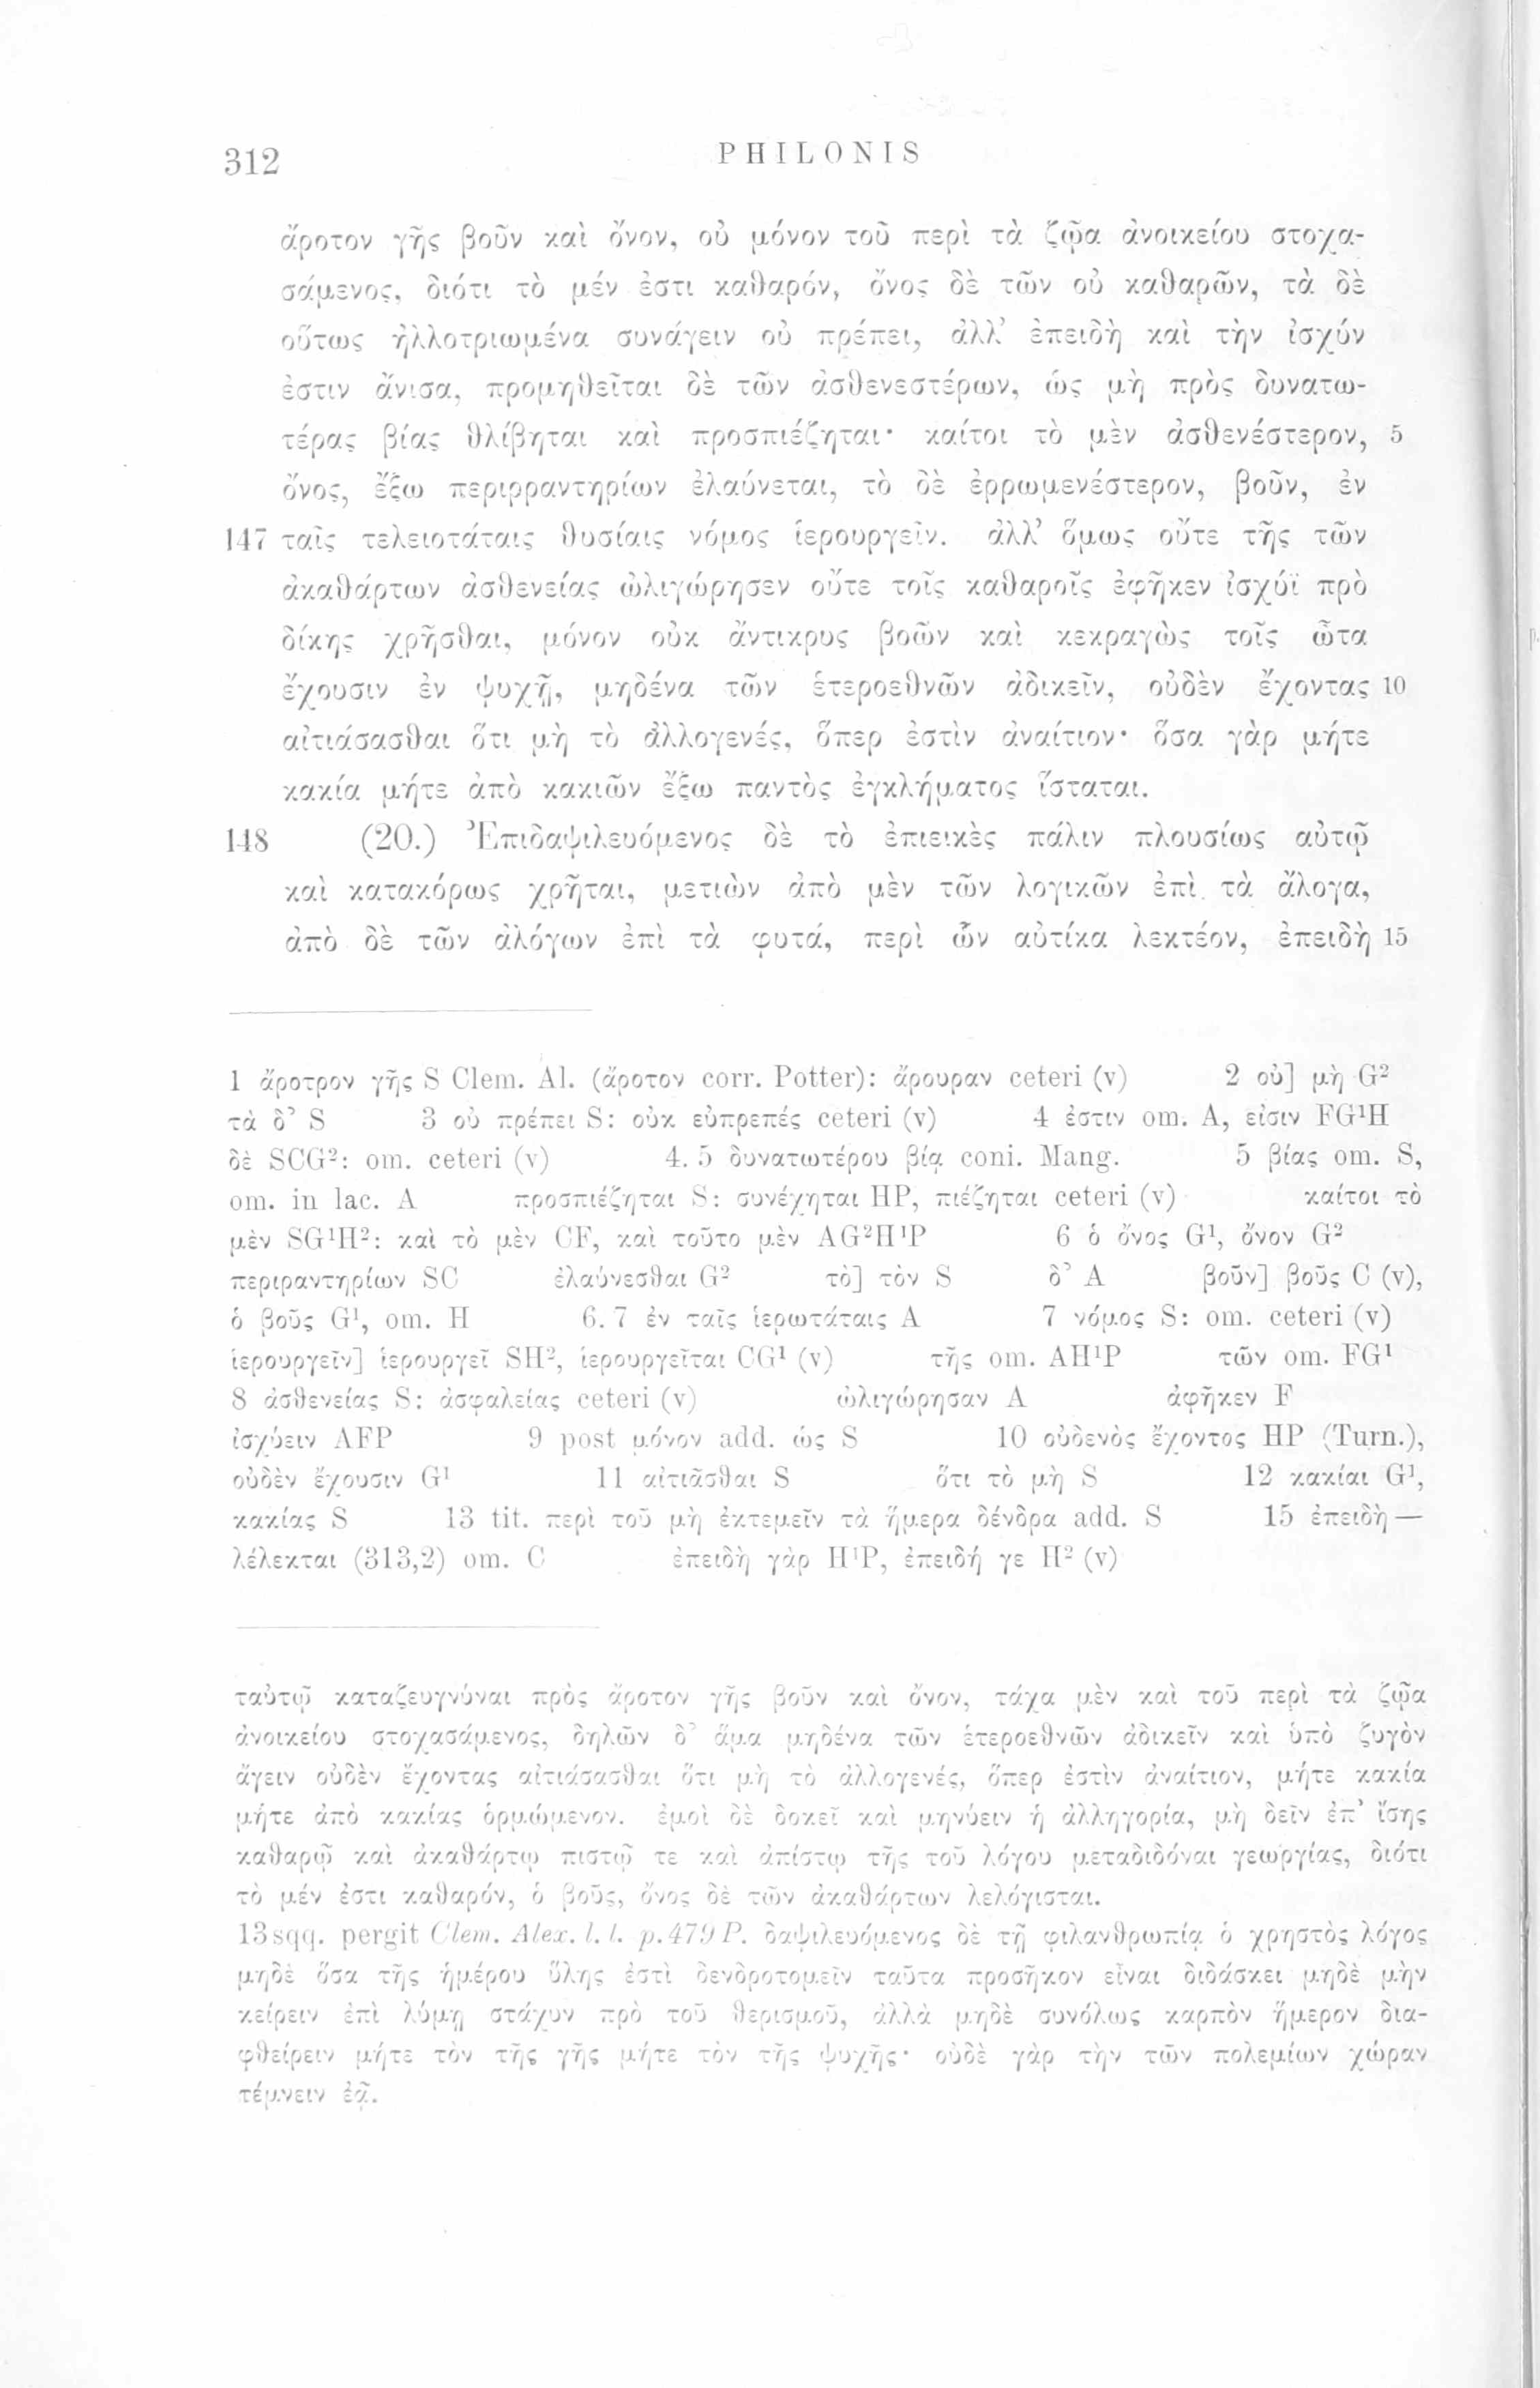 312 PHILONIS
ἄροτον γῆς βοῦν καὶ ὄνον, οὐ μόνον τοῦ περὶ τὰ ζῷα ἀνοικείου στοχα-
σάμενος, διότι τὸ μέν ἐστι καθαρόν, ὄνος δὲ τῶν οὐ καθαρῶν, τὰ δὲ
οὕτως ἠλλοτριωμένα συνάγειν οὐ πρέπει, ἀλλ’ ἐπειδὴ καὶ τὴν ἰσχύν
ἐστιν ἄνισα, προμηθεῖται δὲ τῶν ἀσθενεστέρων, ὡς μὴ πρὸς δυνατω-
τέρας βίας θλίβηται καὶ προσπιέζηται· καίτοι τὸ μὲν ἀσθενέστερον, 5
ὄνος, ἔξω περιρραντηρίων ἐλαύνεται, τὸ δὲ ἐρρωμενέστερον, βοῦν, ἐν
147 ταῖς τελειοτάταις θυσίαις νόμος ἱερουργεῖν. ἀλλ’ ὅμως οὔτε τῆς τῶν
ἀκαθάρτων ἀσθενείας ὠλιγώρησεν οὔτε τοῖς καθαροῖς ἐφῆκεν ἰσχύϊ πρὸ
δίκης χρῆσθαι, μόνον οὐκ ἄντικρυς βοῶν καὶ κεκραγὼς τοῖς ὦτα
ἔχουσιν ἐν ψυχῇ, μηδένα τῶν ἑτεροεθνῶν ἀδικεῖν, οὐδὲν ἔχοντας 10
αἰτιάσασθαι ὅτι μὴ τὸ ἀλλογενές, ὅπερ ἐστὶν ἀναίτιον· ὅσα γὰρ μήτε
κακία μήτε ἀπὸ κακιῶν ἔξω παντὸς ἐγκλήματος ἵσταται.
148 (20.) Ἐπιδαψιλευόμενος δὲ τὸ ἐπιεικὲς πάλιν πλουσίως αὐτῷ
καὶ κατακόρως χρῆται, μετιὼν ἀπὸ μὲν τῶν λογικῶν ἐπὶ τὰ ἄλογα,
ἀπὸ δὲ τῶν ἀλόγων ἐπὶ τὰ φυτά, περὶ ὧν αὐτίκα λεκτέον, ἐπειδὴ 15
1 ἄροτρον γῆς S Clem. Al. (ἄροτον corr. Potter): ἄρουραν ceteri (v) 2 οὐ] μὴ G²
τὰ δ’ S 3 οὐ πρέπει S: οὐκ εὐπρεπές ceteri (v) 4 ἐστιν om. A, εἰσιν FG¹H
δὲ SCG²: om. ceteri (v) 4. 5 δυνατωτέρου βίᾳ coni. Mang. 5 βίας om. S,
om. in lac. A προσπιέζηται S: συνέχηται HP, πιέζηται ceteri (v) καίτοι τὸ
μὲν SG¹H²: καὶ τὸ μὲν CF, καὶ τοῦτο μὲν AG²H¹P 6 ὁ ὄνος G¹, ὄνον G²
περιραντηρίων SC ἐλαύνεσθαι G² τὸ] τὸν S δ’ A βοῦν] βοῦς C (v),
ὁ βοῦς G¹, om. H 6. 7 ἐν ταῖς ἱερωτάταις A 7 νόμος S: om. ceteri (v)
ἱερουργεῖν] ἱερουργεῖ SH², ἱερουργεῖται CG¹ (v) τῆς om. AH¹P τῶν om. FG¹
8 ἀσθενείας S: ἀσφαλείας ceteri (v) ὠλιγώρησαν A ἀφῆκεν F
ἰσχύειν AFP 9 post μόνον add. ὡς S 10 οὐδενὸς ἔχοντος HP (Turn.),
οὐδὲν ἔχουσιν G¹ 11 αἰτιᾶσθαι S ὅτι τὸ μὴ S 12 κακίαι G¹,
κακίας S 13 tit. περὶ τοῦ μὴ ἐκτεμεῖν τὰ ἥμερα δένδρα add. S 15 ἐπειδὴ —
λέλεκται (313,2) om. C ἐπειδὴ γὰρ H¹P, ἐπειδή γε H² (v)
ταὐτῷ καταζευγνύναι πρὸς ἄροτον γῆς βοῦν καὶ ὄνον, τάχα μὲν καὶ τοῦ περὶ τὰ ζῷα
ἀνοικείου στοχασάμενος, δηλῶν δ’ ἅμα μηδένα τῶν ἑτεροεθνῶν ἀδικεῖν καὶ ὑπὸ ζυγὸν
ἄγειν οὐδὲν ἔχοντας αἰτιάσασθαι ὅτι μὴ τὸ ἀλλογενές, ὅπερ ἐστὶν ἀναίτιον, μήτε κακία
μήτε ἀπὸ κακίας ὁρμώμενον. ἐμοὶ δὲ δοκεῖ καὶ μηνύειν ἡ ἀλληγορία, μὴ δεῖν ἐπ’ ἴσης
καθαρῷ καὶ ἀκαθάρτῳ πιστῷ τε καὶ ἀπίστῳ τῆς τοῦ λόγου μεταδιδόναι γεωργίας, διότι
τὸ μέν ἐστι καθαρόν, ὁ βοῦς, ὄνος δὲ τῶν ἀκαθάρτων λελόγισται.
13 sqq. pergit Clem. Alex. l. l. p. 479 P. δαψιλευόμενος δὲ τῇ φιλανθρωπίᾳ ὁ χρηστὸς λόγος
μηδὲ ὅσα τῆς ἡμέρου ὕλης ἐστὶ δενδροτομεῖν ταῦτα προσῆκον εἶναι διδάσκει μηδὲ μὴν
κείρειν ἐπὶ λύμῃ στάχυν πρὸ τοῦ θερισμοῦ, ἀλλὰ μηδὲ συνόλως καρπὸν ἥμερον δια-
φθείρειν μήτε τὸν τῆς γῆς μήτε τὸν τῆς ψυχῆς· οὐδὲ γὰρ τὴν τῶν πολεμίων χώραν
τέμνειν ἐᾷ.